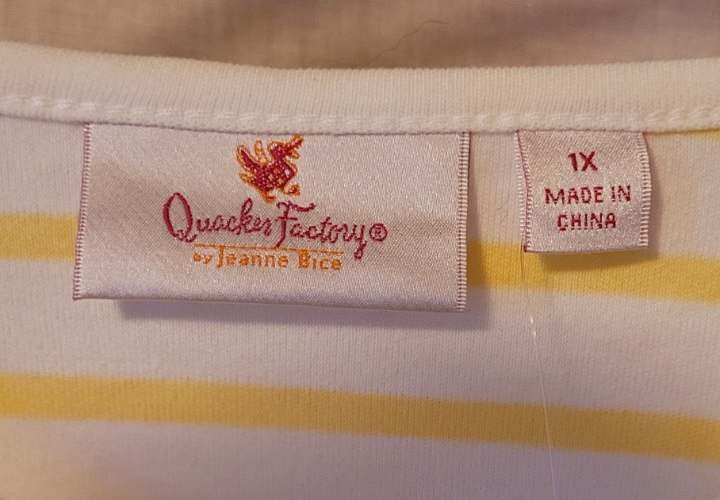 Quacker Factory®
By Jeanne Bice
1X
MADE IN
CHINA